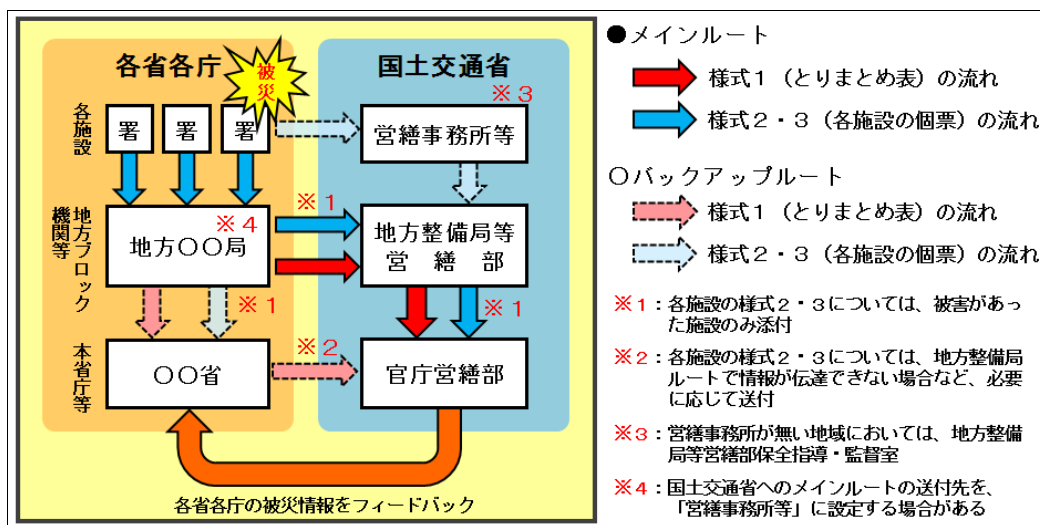 各省各庁
国土交通省
被災
※3
各施設
署
署
署
営繕事務所等
地方ブロック
機関等
※4
地方〇〇局
※1
地方整備局等
営繕部
※1
※1
本省庁等
〇〇省
※2
官庁営繕部
各省各庁の被災情報をフィードバック
●メインルート
様式1（とりまとめ表）の流れ
様式2・3（各施設の個票）の流れ
〇バックアップルート
様式1（とりまとめ表）の流れ
様式2・3（各施設の個票）の流れ
※1：各施設の様式2・3については、被害があっ
た施設のみ添付
※2：各施設の様式2・3については、地方整備局
ルートで情報が伝達できない場合など、必要
に応じて送付
※3：営繕事務所が無い地域においては、地方整備
局等営繕部保全指導・監督室
※4：国土交通省へのメインルートの送付先を、
「営繕事務所等」に設定する場合がある